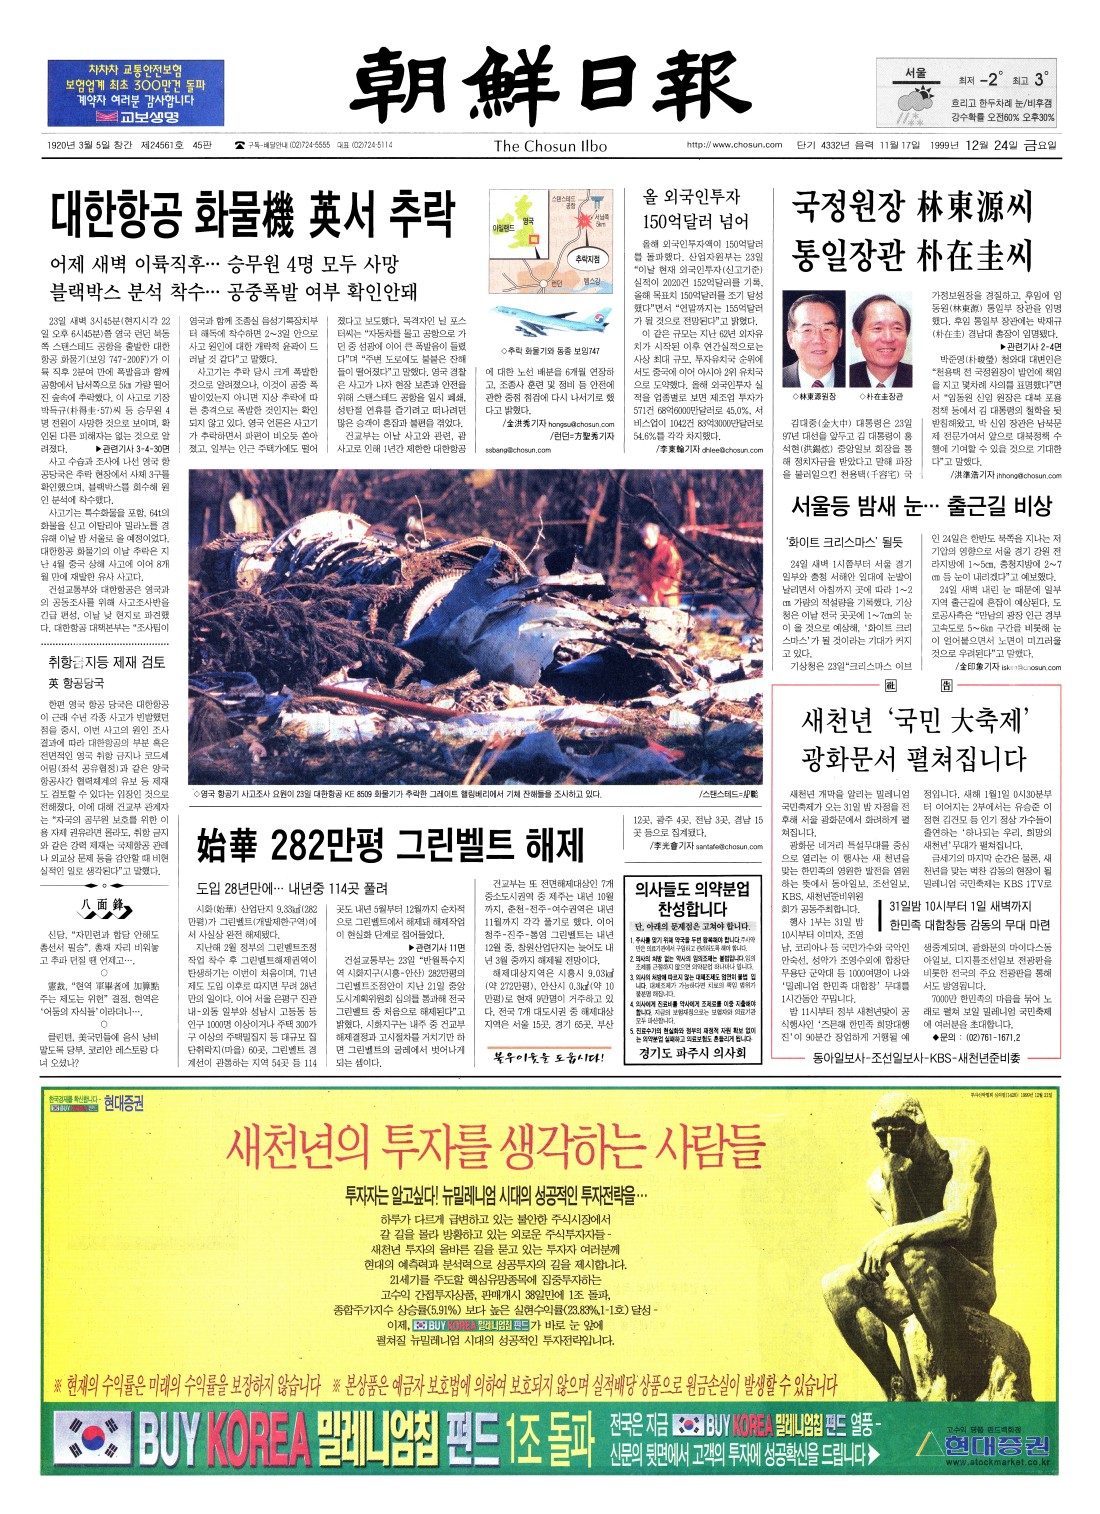 차차차 교통안전보험
보험업계 최초 300만건 돌파
계약자 여러분 감사합니다
교보생명
朝鮮日報
서울
최저 -2° 최고 3°
흐리고 한두차례 눈/비후갬
강수확률 오전60% 오후30%
1920년 3월 5일 창간 제24561호 45판
구독-배달안내 (02)724-5555 대표 (02)724-5114
The Chosun Ilbo
http://www.chosun.com 단기 4332년 음력 11월 17일 1999년 12월 24일 금요일
대한항공 화물機 英서 추락
어제 새벽 이륙직후… 승무원 4명 모두 사망
블랙박스 분석 착수… 공중폭발 여부 확인안돼
23일 새벽 3시45분(현지시각 22
일 오후 6시45분)쯤 영국 런던 북동
쪽 스탠스테드 공항을 출발한 대한
항공 화물기(보잉 747-200F)가 이
륙 직후 2분여 만에 폭발음과 함께
공항에서 남서쪽으로 5㎞ 가량 떨어
진 숲속에 추락했다. 이 사고로 기장
박득규(朴得圭·57)씨 등 승무원 4
명 전원이 사망한 것으로 보이며, 확
인된 다른 피해자는 없는 것으로 알
려졌다. ▶관련기사 3·4·30면
사고 수습과 조사에 나선 영국 항
공당국은 추락 현장에서 사체 3구를
확인했으며, 블랙박스를 회수해 원
인 분석에 착수했다.
사고기는 특수화물을 포함, 64t의
화물을 싣고 이탈리아 밀라노를 경
유해 이날 밤 서울로 올 예정이었다.
대한항공 화물기의 이날 추락은 지
난 4월 중국 상해 사고에 이어 8개
월 만에 재발한 유사 사고다.
건설교통부와 대한항공은 영국과
의 공동조사를 위해 사고조사반을
긴급 편성, 이날 낮 현지로 파견했
다. 대한항공 대책본부는 "조사팀이
영국과 함께 조종실 음성기록장치부
터 해독에 착수하면 2~3일 안으로
사고 원인에 대한 개략적 윤곽이 드
러날 것 같다"고 말했다.
사고기는 추락 당시 크게 폭발한
것으로 알려졌으나, 이것이 공중 폭
발이었는지 아니면 지상 추락에 따
른 충격으로 폭발한 것인지는 확인
되지 않고 있다. 영국 언론은 사고기
가 추락하면서 파편이 비오듯 쏟아
졌고, 일부는 인근 주택가에도 떨어
졌다고 보도했다. 목격자인 닐 포스
터씨는 "자동차를 몰고 공항으로 가
던 중 섬광에 이어 큰 폭발음이 들렸
다"며 "주변 도로에도 불붙은 잔해
들이 떨어졌다"고 말했다. 영국 경찰
은 사고가 나자 현장 보존과 안전을
위해 스탠스테드 공항을 일시 폐쇄,
성탄절 연휴를 즐기려고 떠나려던
많은 승객이 혼잡과 불편을 겪었다.
건교부는 이날 사고와 관련, 괌
사고로 인해 1년간 제한한 대한항공
스탠스테드
공항
영국
아일랜드
서남쪽
5km
추락지점
런던
템스강
◇추락 화물기와 동종 보잉747
에 대한 노선 배분을 6개월 연장하
고, 조종사 훈련 및 정비 등 안전에
관한 중점 점검에 다시 나서기로 했
다고 밝혔다.
/金洪秀기자 hongsu@chosun.com
/런던=方聖秀기자
ssbang@chosun.com
올 외국인투자
150억달러 넘어
올해 외국인투자액이 150억달러
를 돌파했다. 산업자원부는 23일
"이날 현재 외국인투자(신고기준)
실적이 2020건 152억달러를 기록,
올해 목표치 150억달러를 조기 달성
했다"면서 "연말까지는 155억달러
가 될 것으로 전망된다"고 밝혔다.
이 같은 규모는 지난 62년 외자유
치가 시작된 이후 연간실적으로는
사상 최대 규모. 투자유치국 순위에
서도 중국에 이어 아시아 2위 유치국
으로 도약했다. 올해 외국인투자 실
적을 업종별로 보면 제조업 투자가
571건 68억6000만달러로 45.0%, 서
비스업이 1042건 83억3000만달러로
54.6%를 각각 차지했다.
/李東翰기자 dhlee@chosun.com
국정원장 林東源씨
통일장관 朴在圭씨
◇林東源원장 ◇朴在圭장관
김대중(金大中) 대통령은 23일
97년 대선을 앞두고 김 대통령이 홍
석현(洪錫炫) 중앙일보 회장을 통
해 정치자금을 받았다고 말해 파장
을 불러일으킨 천용택(千容宅) 국
가정보원장을 경질하고, 후임에 임
동원(林東源) 통일부 장관을 임명
했다. 후임 통일부 장관에는 박재규
(朴在圭) 경남대 총장이 임명됐다.
▶관련기사 2·4면
박준영(朴晙瑩) 청와대 대변인은
"천용택 전 국정원장이 발언에 책임
을 지고 몇차례 사의를 표명했다"면
서 "임동원 신임 원장은 대북 포용
정책 등에서 김 대통령의 철학을 뒷
받침해왔고, 박 신임 장관은 남북문
제 전문가여서 앞으로 대북정책 수
행에 기여할 수 있을 것으로 기대한
다"고 말했다.
/洪準浩기자 jhhong@chosun.com
서울등 밤새 눈… 출근길 비상
'화이트 크리스마스' 될듯
24일 새벽 1시쯤부터 서울 경기
일부와 충청 서해안 일대에 눈발이
날리면서 아침까지 곳에 따라 1~2
㎝ 가량의 적설량을 기록했다. 기상
청은 이날 전국 곳곳에 1~7㎝의 눈
이 올 것으로 예상해, '화이트 크리
스마스'가 될 것이라는 기대가 커지
고 있다.
기상청은 23일 "크리스마스 이브
인 24일은 한반도 북쪽을 지나는 저
기압의 영향으로 서울 경기 강원 전
라지방에 1~5㎝, 충청지방에 2~7
㎝ 등 눈이 내리겠다"고 예보했다.
24일 새벽 내린 눈 때문에 일부
지역 출근길에 혼잡이 예상된다. 도
로공사측은 "만남의 광장 인근 경부
고속도로 5~6㎞ 구간을 비롯해 눈
이 얼어붙으면서 노면이 미끄러울
것으로 우려된다"고 말했다.
/金印象기자
◇영국 항공기 사고조사 요원이 23일 대한항공 KE 8509 화물기가 추락한 그레이트 핼링베리에서 기체 잔해들을 조사하고 있다. /스탠스테드=AP聯
취항금지등 제재 검토
英 항공당국
한편 영국 항공 당국은 대한항공
이 근래 수년 각종 사고가 빈발했던
점을 중시, 이번 사고의 원인 조사
결과에 따라 대한항공의 부분 혹은
전면적인 영국 취항 금지나 코드셰
어링(좌석 공유협정)과 같은 양국
항공사간 협력체계의 유보 등 제재
도 검토할 수 있다는 입장인 것으로
전해졌다. 이에 대해 건교부 관계자
는 "자국의 공무원 보호를 위한 이
용 자제 권유라면 몰라도, 취항 금지
와 같은 강력 제재는 국제항공 관례
나 외교상 문제 등을 감안할 때 비현
실적인 일로 생각된다"고 말했다.
八面鋒
신당, "자민련과 합당 안해도
총선서 필승", 총재 자리 비워놓
고 추파 던질 땐 언제고….
○
憲裁, "현역 軍畢者에 加算點
주는 제도는 위헌" 결정. 현역은
'어둠의 자식들'이라더니….
○
클린턴, 美국민들에 음식 낭비
말도록 당부. 코리안 레스토랑 다
녀 오셨나?
始華 282만평 그린벨트 해제
도입 28년만에… 내년중 114곳 풀려
시화(始華) 산업단지 9.33㎢(282
만평)가 그린벨트(개발제한구역)에
서 사실상 완전 해제됐다.
지난해 2월 정부의 그린벨트조정
작업 착수 후 그린벨트해제권역이
탄생하기는 이번이 처음이며, 71년
제도 도입 이후로 따지면 무려 28년
만의 일이다. 이어 서울 은평구 진관
내·외동 일부와 성남시 고등동 등
인구 1000명 이상이거나 주택 300가
구 이상의 주택밀집지 등 대규모 집
단취락지(마을) 60곳, 그린벨트 경
계선이 관통하는 지역 54곳 등 114
곳도 내년 5월부터 12월까지 순차적
으로 그린벨트에서 해제돼 해제작업
이 현실화 단계로 접어들었다.
▶관련기사 11면
건설교통부는 23일 "반월특수지
역 시화지구(시흥·안산) 282만평의
그린벨트조정안이 지난 21일 중앙
도시계획위원회 심의를 통과해 전국
그린벨트 중 처음으로 해제된다"고
밝혔다. 시화지구는 내주 중 건교부
해제결정과 고시절차를 거치기만 하
면 그린벨트의 굴레에서 벗어나게
되는 셈이다.
건교부는 또 전면해제대상인 7개
중소도시권역 중 제주는 내년 10월
까지, 춘천·전주·여수권역은 내년
11월까지 각각 풀기로 했다. 이어
청주·진주·통영 그린벨트는 내년
12월 중, 창원산업단지는 늦어도 내
년 3월 중까지 해제될 전망이다.
해제대상지역은 시흥시 9.03㎢
(약 272만평), 안산시 0.3㎢(약 10
만평)로 현재 9만명이 거주하고 있
다. 전국 7개 대도시권 중 해제대상
지역은 서울 15곳, 경기 65곳, 부산
12곳, 광주 4곳, 전남 3곳, 경남 15
곳 등으로 집계됐다.
/李光會기자 santafe@chosun.com
북우이웃을 도웁시다!
의사들도 의약분업
찬성합니다
단, 아래의 문제점은 고쳐야 합니다.
경기도 파주시 의사회
社 告
새천년 '국민 大축제'
광화문서 펼쳐집니다
새천년 개막을 알리는 밀레니엄
국민축제가 오는 31일 밤 자정을 전
후해 서울 광화문에서 화려하게 펼
쳐집니다.
광화문 네거리 특설무대를 중심
으로 열리는 이 행사는 새 천년을
맞는 한민족의 영원한 발전을 염원
하는 뜻에서 동아일보, 조선일보,
KBS, 새천년준비위원
회가 공동주최합니다.
행사 1부는 31일 밤
10시부터 이미자, 조영
남, 코리아나 등 국민가수와 국악인
안숙선, 성악가 조영수외에 합창단
무용단 군악대 등 1000여명이 나와
'밀레니엄 한민족 대합창' 무대를
1시간동안 꾸밉니다.
밤 11시부터 정부 새천년맞이 공
식행사인 '즈믄해 한민족 희망대행
진'이 90분간 장엄하게 거행될 예
정입니다. 새해 1월1일 0시30분부
터 이어지는 2부에서는 유승준 이
정현 김건모 등 인기 정상 가수들이
출연하는 '하나되는 우리, 희망의
새천년' 무대가 펼쳐집니다.
금세기의 마지막 순간은 물론, 새
천년을 맞는 벅찬 감동의 현장이 될
밀레니엄 국민축제는 KBS 1TV로
31일밤 10시부터 1일 새벽까지
한민족 대합창등 감동의 무대 마련
생중계되며, 광화문의 마이다스동
아일보, 디지틀조선일보 전광판을
비롯한 전국의 주요 전광판을 통해
서도 방영됩니다.
7000만 한민족의 마음을 묶어 노
래로 펼쳐 보일 밀레니엄 국민축제
에 여러분을 초대합니다.
◆문의 : (02)761-1671.2
동아일보사-조선일보사-KBS-새천년준비委
한국경제를 확신합니다 -
BUY KOREA 펀드
현대증권
새천년의 투자를 생각하는 사람들
투자자는 알고싶다! 뉴밀레니엄 시대의 성공적인 투자전략을…
하루가 다르게 급변하고 있는 불안한 주식시장에서
갈 길을 몰라 방황하고 있는 외로운 주식투자자들 -
새천년 투자의 올바른 길을 묻고 있는 투자자 여러분께
현대의 예측력과 분석력으로 성공투자의 길을 제시합니다.
21세기를 주도할 핵심유망종목에 집중투자하는
고수익 간접투자상품, 판매개시 38일만에 1조 돌파,
종합주가지수 상승률(5.91%) 보다 높은 실현수익률(23.83%,1-1호) 달성 -
이제, BUY KOREA 밀레니엄칩 펀드가 바로 눈 앞에
펼쳐질 뉴밀레니엄 시대의 성공적인 투자전략입니다.
※ 현재의 수익률은 미래의 수익률을 보장하지 않습니다 ※ 본상품은 예금자 보호법에 의하여 보호되지 않으며 실적배당 상품으로 원금손실이 발생할 수 있습니다
BUY KOREA 밀레니엄칩 펀드 1조 돌파
전국은 지금 BUY KOREA 밀레니엄칩 펀드 열풍 -
신문의 뒷면에서 고객의 투자에 성공확신을 드립니다▶
현대증권
www.stockmarket.co.kr